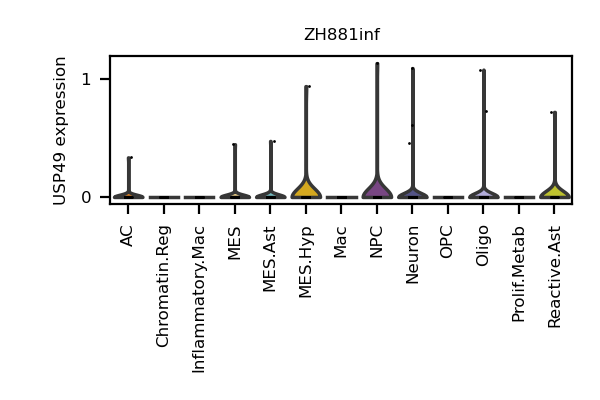 ZH881inf
USP49 expression
1
0
AC
Chromatin.Reg
Inflammatory.Mac
MES
MES.Ast
MES.Hyp
Mac
NPC
Neuron
OPC
Oligo
Prolif.Metab
Reactive.Ast